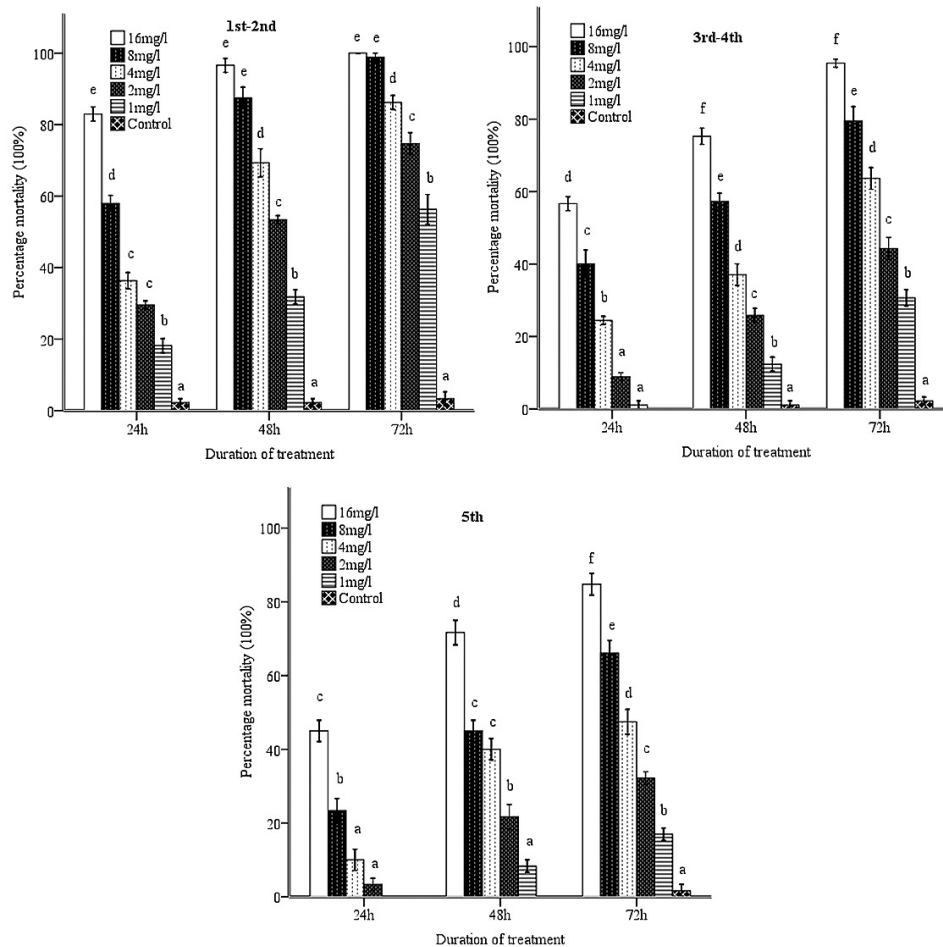 1st-2nd
16mg/l
8mg/l
4mg/l
2mg/l
1mg/l
Control
Percentage mortality (100%)
100
80
60
40
20
0
e
d
c
c
b
a
e
e
d
c
b
a
e
e
d
c
b
a
24h
48h
72h
Duration of treatment
3rd-4th
16mg/l
8mg/l
4mg/l
2mg/l
1mg/l
Control
Percentage mortality (100%)
100
80
60
40
20
0
d
c
b
a
a
f
e
d
c
b
a
f
e
d
c
b
a
24h
48h
72h
Duration of treatment
5th
16mg/l
8mg/l
4mg/l
2mg/l
1mg/l
Control
Percentage mortality (100%)
100
80
60
40
20
0
c
b
a
a
d
c
c
b
a
f
e
d
c
b
a
24h
48h
72h
Duration of treatment